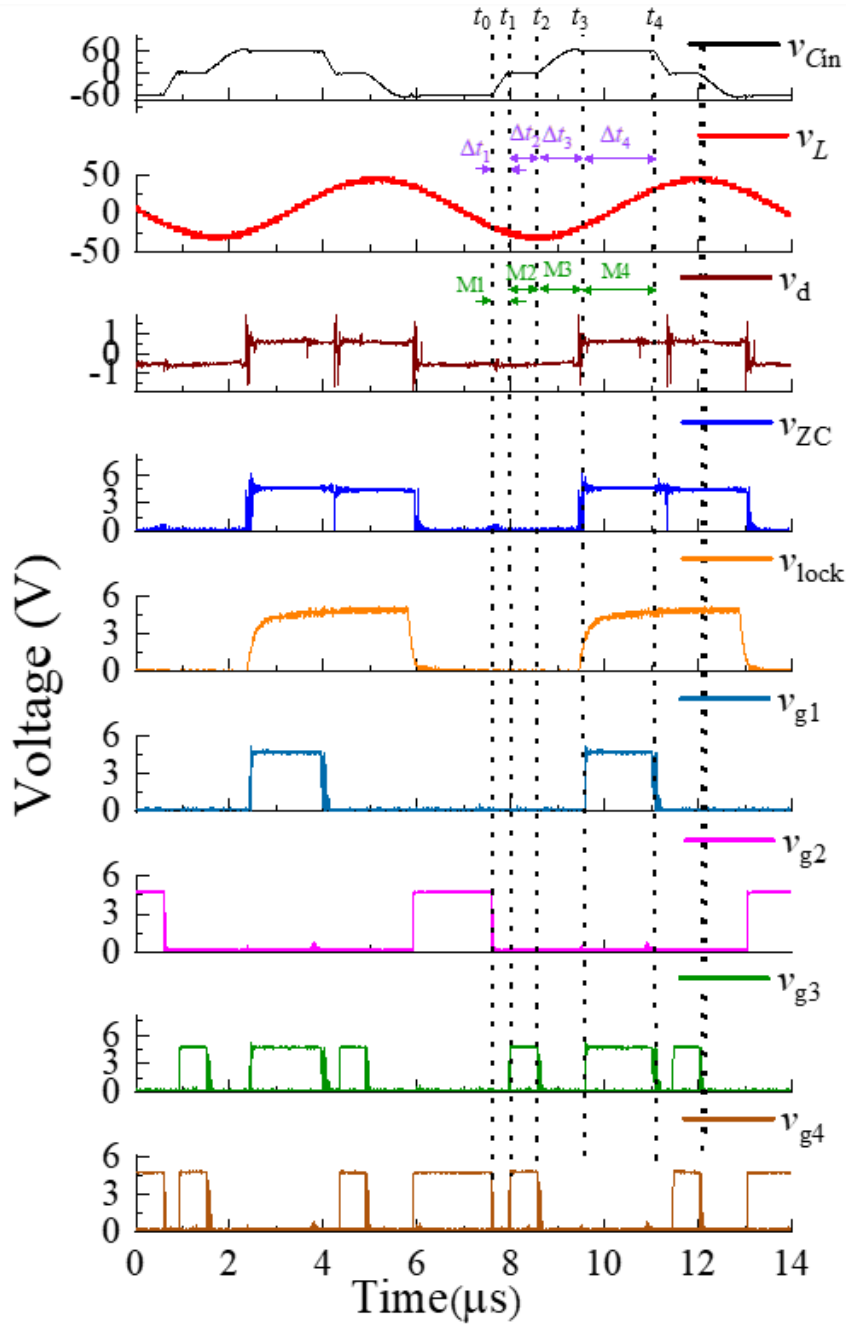 t0 t1 t2 t3 t4
60
0
-60
vCin
Δt1 Δt2 Δt3 Δt4
vL
50
0
-50
M1 M2 M3 M4
vd
1
0
-1
vZC
6
3
0
vlock
6
3
0
vg1
6
3
0
vg2
6
3
0
vg3
6
3
0
vg4
6
3
0
Voltage (V)
0 2 4 6 8 10 12 14
Time(μs)